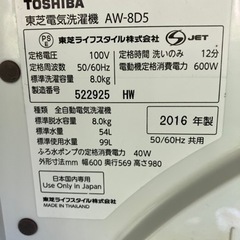 TOSHIBA
東芝電気洗濯機 AW-8D5
PS E 東芝ライフスタイル株式会社 S JET
定格電圧 100V 定格時間 洗いのみ 12分
定格周波数 50/60Hz 電動機定格消費電力 600W
標準洗濯容量 8.0kg
製造番号 522925 HW
種類 全自動電気洗濯機
標準脱水容量 8.0kg
標準水量 54L
標準使用水量 99L
2016 年製
50/60Hz 共用
ふろ水ポンプの定格消費電力 40W
外形寸法 mm 幅600 奥行569 高さ980
日本国内専用
Use Only in Japan
東芝ライフスタイル株式会社
MADE IN THAILAND